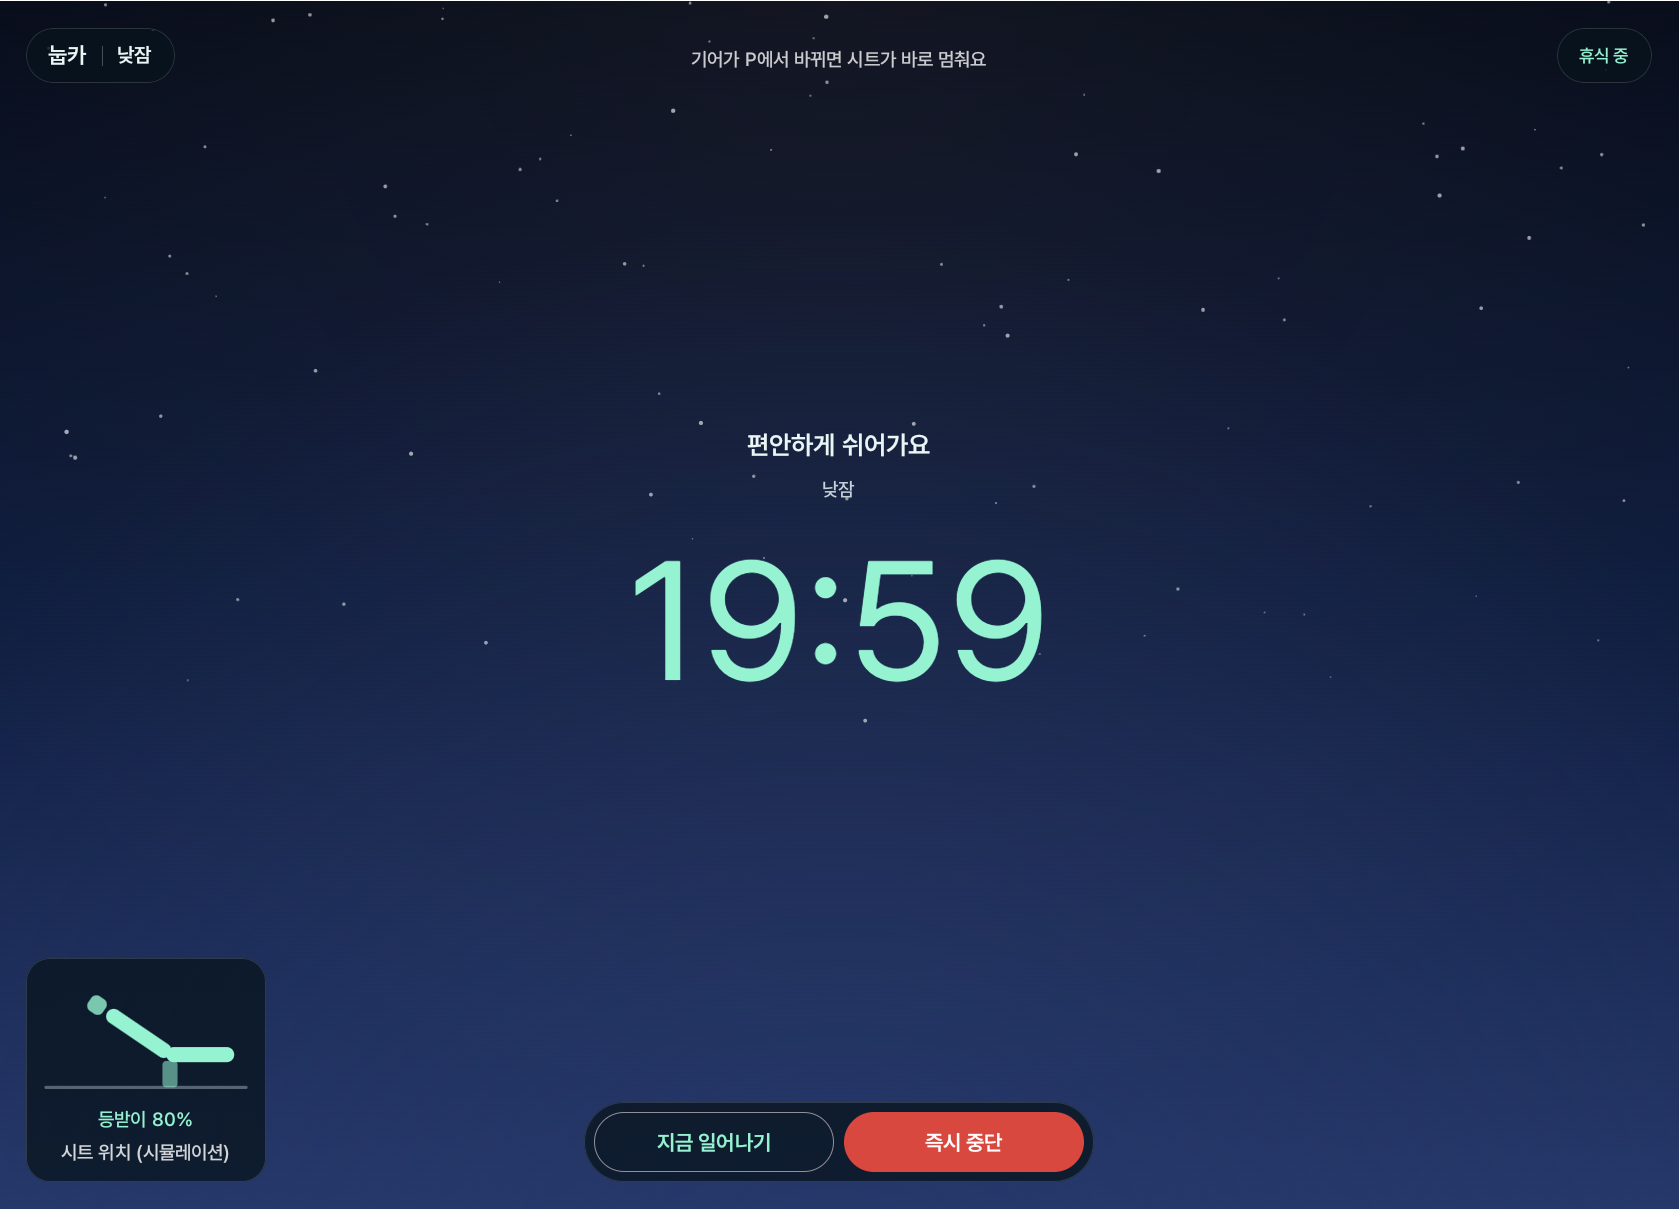 눕카 | 낮잠
기어가 P에서 바뀌면 시트가 바로 멈춰요
휴식 중
편안하게 쉬어가요
낮잠
19:59
등받이 80%
시트 위치 (시뮬레이션)
지금 일어나기
즉시 중단